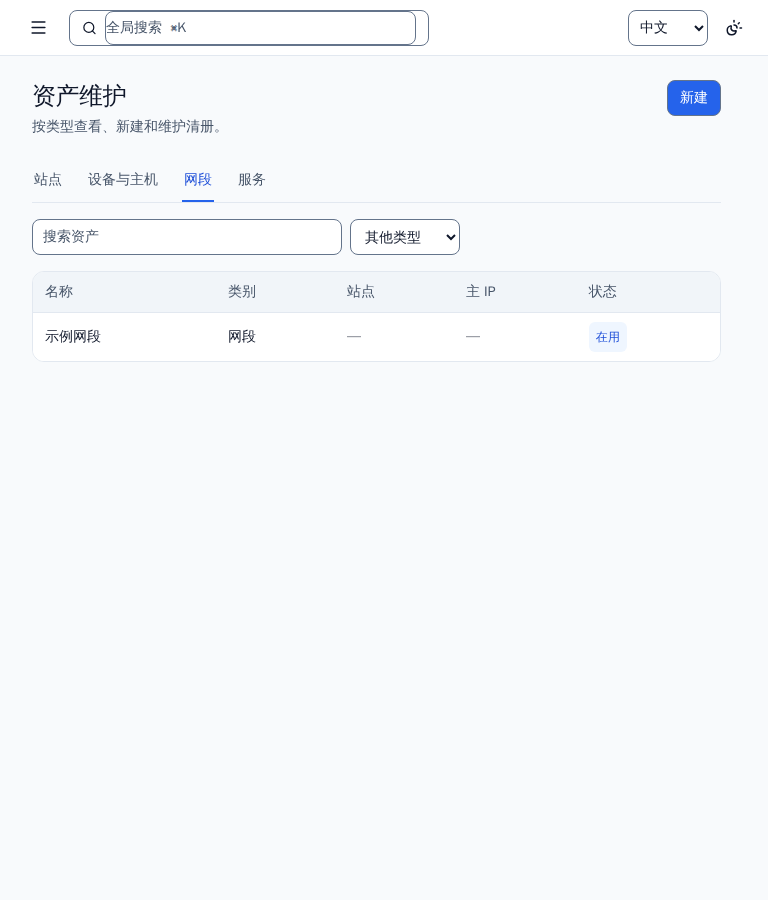 全局搜索 ⌘K
中文
资产维护
新建
按类型查看、新建和维护清册。
站点 设备与主机 网段 服务
搜索资产
其他类型
名称 类别 站点 主 IP 状态
示例网段 网段 — — 在用